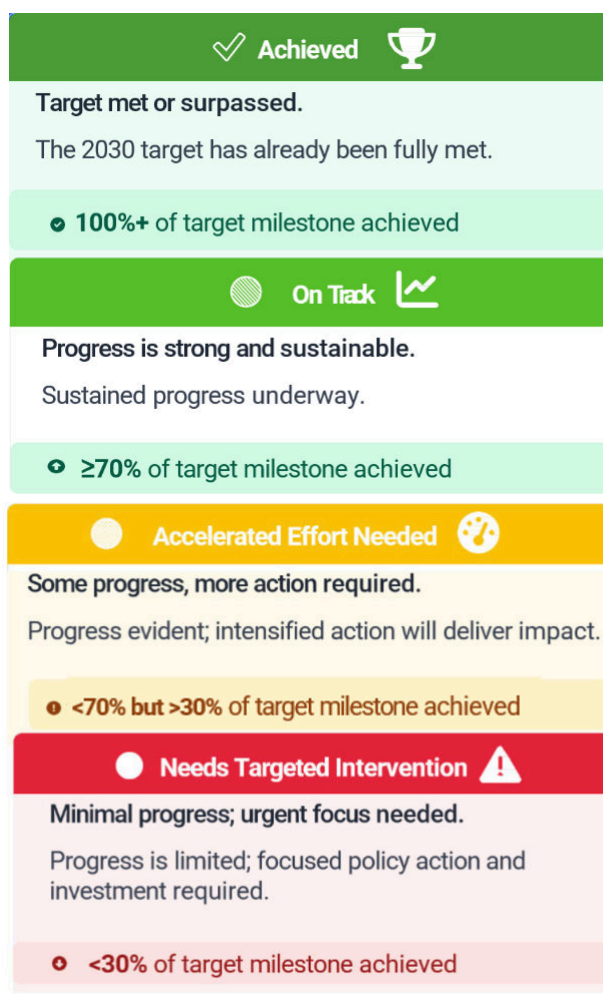 Achieved
Target met or surpassed.
The 2030 target has already been fully met.
100%+ of target milestone achieved
On Track
Progress is strong and sustainable.
Sustained progress underway.
≥70% of target milestone achieved
Accelerated Effort Needed
Some progress, more action required.
Progress evident; intensified action will deliver impact.
<70% but >30% of target milestone achieved
Needs Targeted Intervention
Minimal progress; urgent focus needed.
Progress is limited; focused policy action and
investment required.
<30% of target milestone achieved